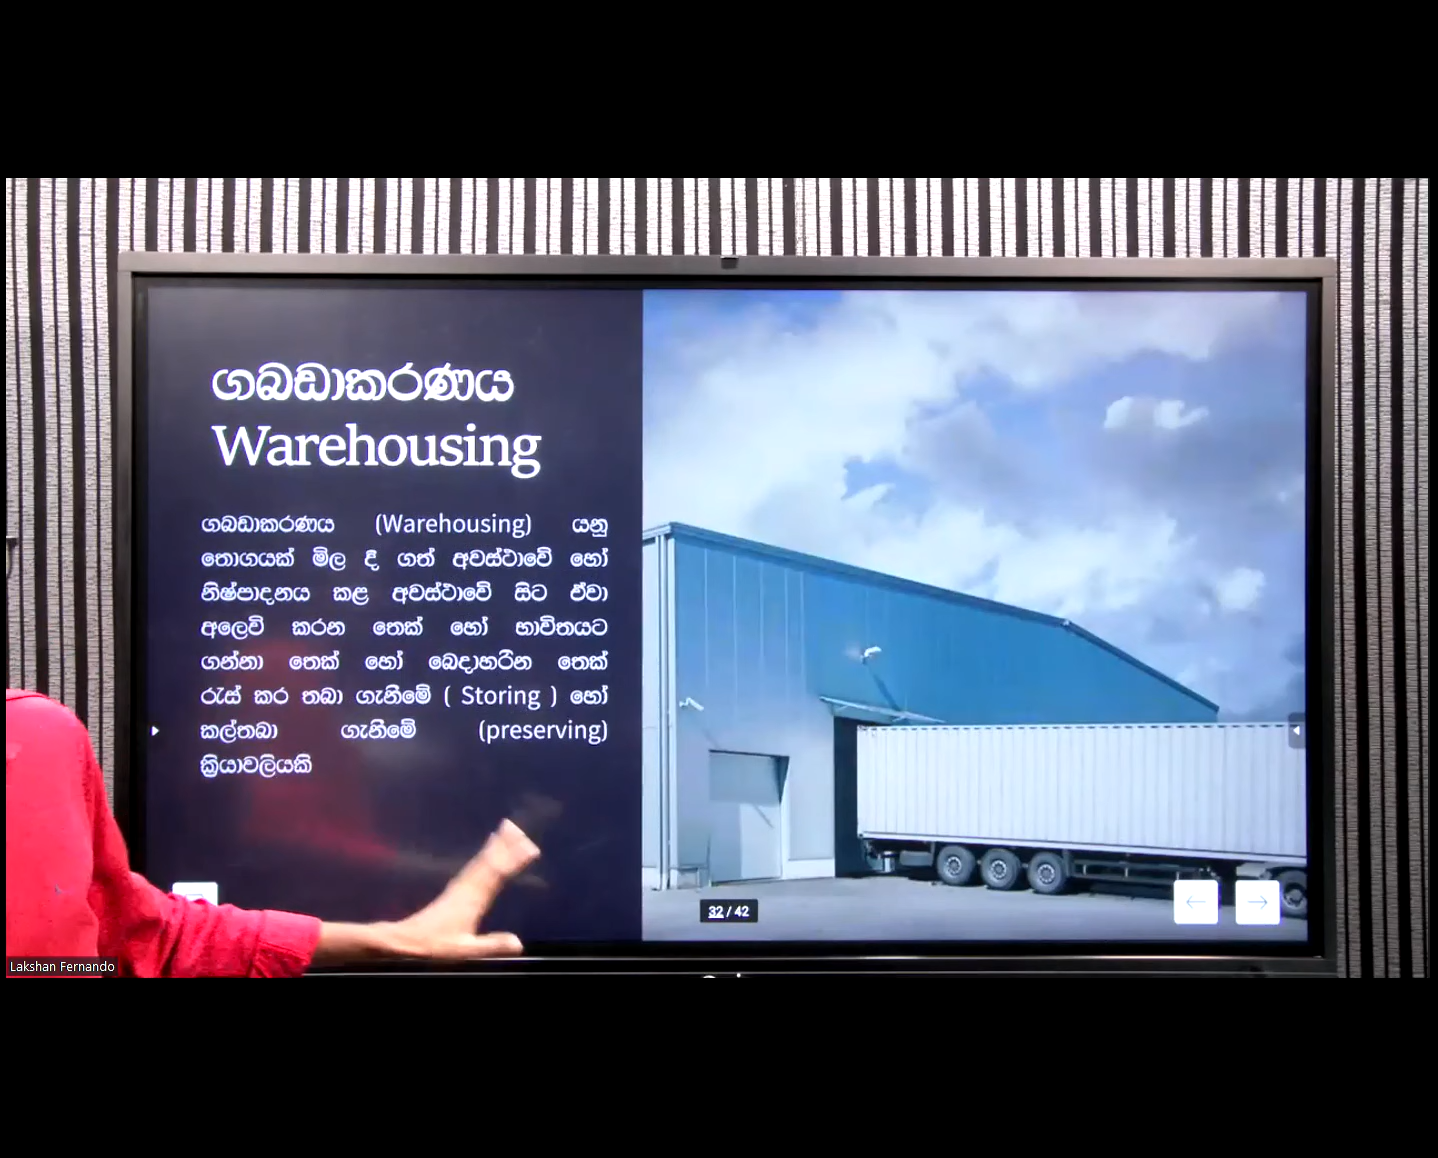 ගබඩාකරණය
Warehousing
ගබඩාකරණය (Warehousing) යනු
තොගයක් මිල දී ගත් අවස්ථාවේ හෝ
නිෂ්පාදනය කළ අවස්ථාවේ සිට ඒවා
අලෙවි කරන තෙක් හෝ භාවිතයට
ගන්නා තෙක් හෝ බෙදාහරින තෙක්
රැස් කර තබා ගැනීමේ ( Storing ) හෝ
කල්තබා ගැනීමේ (preserving)
ක්‍රියාවලියකි
32 / 42
Lakshan Fernando